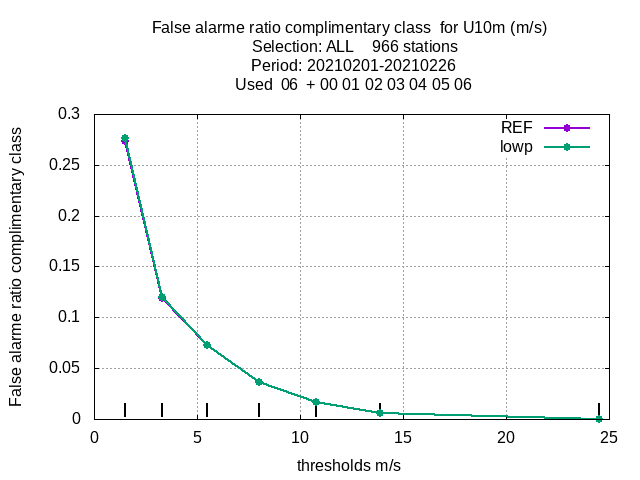 False alarme ratio complimentary class  for U10m (m/s)
Selection: ALL    966 stations
Period: 20210201-20210226
Used  06  + 00 01 02 03 04 05 06
REF
lowp
False alarme ratio complimentary class
0.3
0.25
0.2
0.15
0.1
0.05
0
0 5 10 15 20 25
thresholds m/s